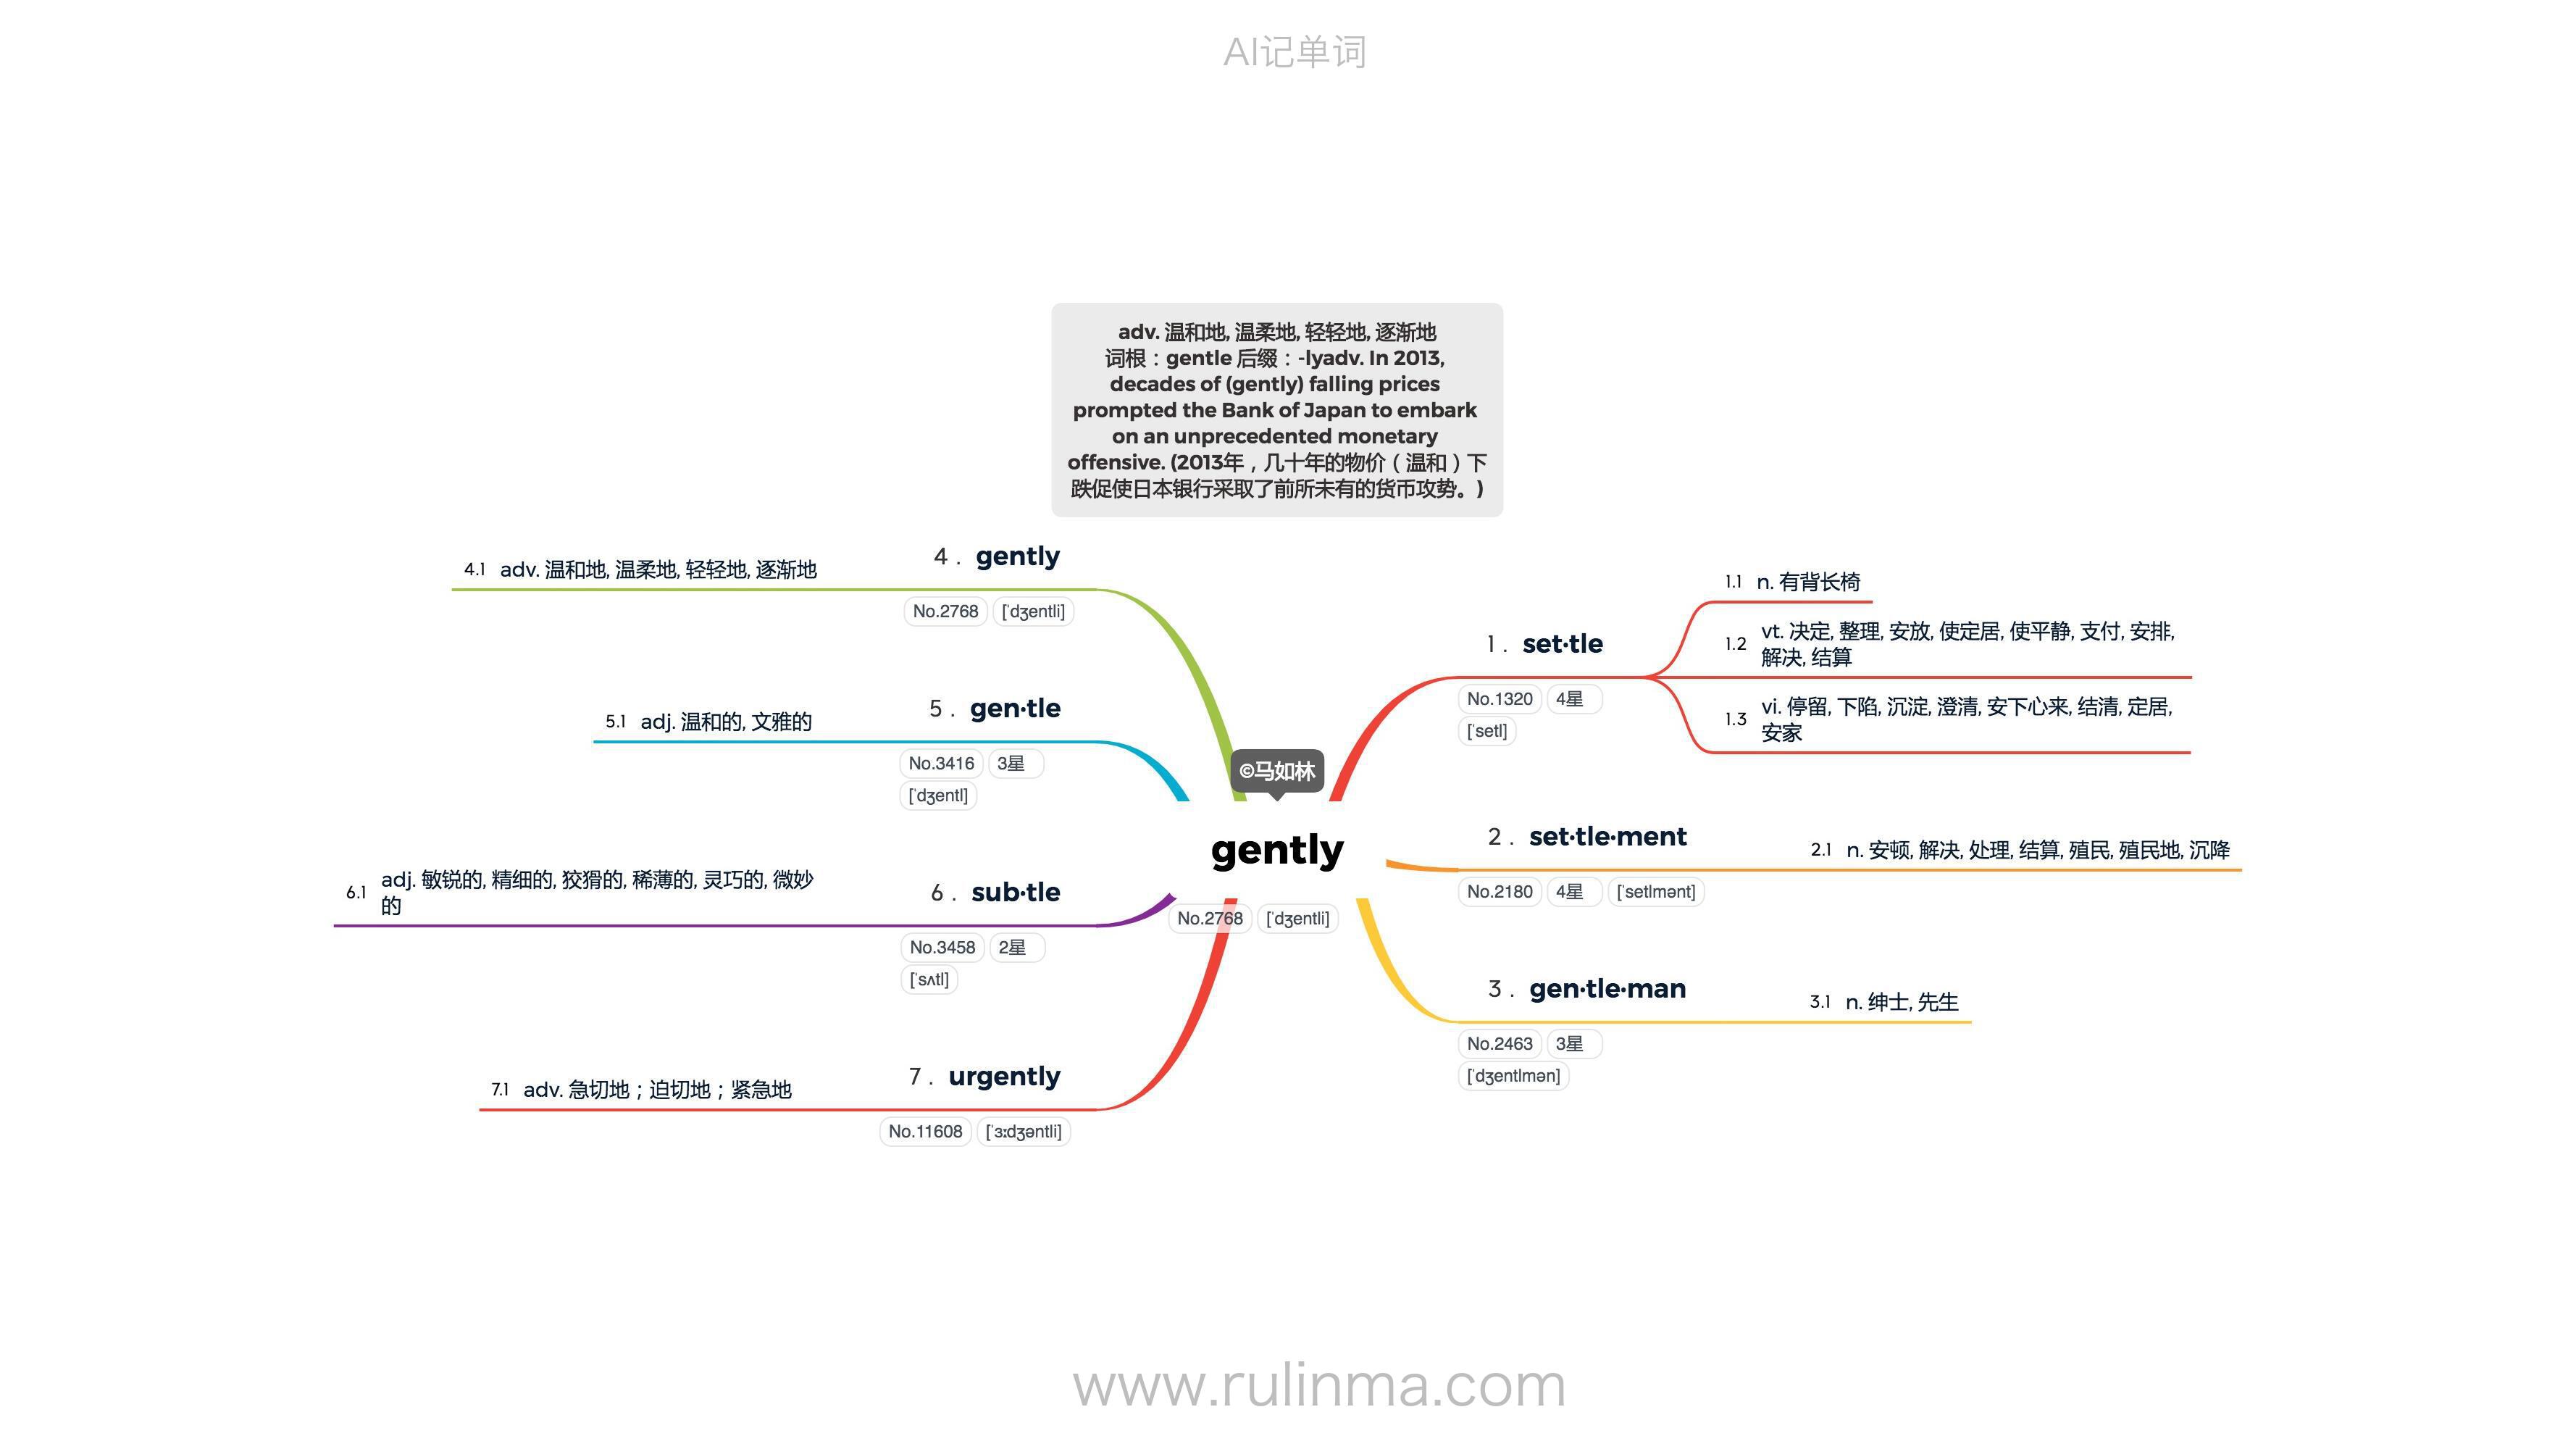 AI记单词
adv. 温和地, 温柔地, 轻轻地, 逐渐地
词根：gentle 后缀：-lyadv. In 2013,
decades of (gently) falling prices
prompted the Bank of Japan to embark
on an unprecedented monetary
offensive. (2013年，几十年的物价（温和）下
跌促使日本银行采取了前所未有的货币攻势。)
©马如林
gently
No.2768 [ˈdʒentli]
1. set·tle
No.1320 4星
[ˈsetl]
1.1 n. 有背长椅
1.2 vt. 决定, 整理, 安放, 使定居, 使平静, 支付, 安排,
解决, 结算
1.3 vi. 停留, 下陷, 沉淀, 澄清, 安下心来, 结清, 定居,
安家
2. set·tle·ment
No.2180 4星 [ˈsetlmənt]
2.1 n. 安顿, 解决, 处理, 结算, 殖民, 殖民地, 沉降
3. gen·tle·man
No.2463 3星
[ˈdʒentlmən]
3.1 n. 绅士, 先生
4. gently
No.2768 [ˈdʒentli]
4.1 adv. 温和地, 温柔地, 轻轻地, 逐渐地
5. gen·tle
No.3416 3星
[ˈdʒentl]
5.1 adj. 温和的, 文雅的
6. sub·tle
No.3458 2星
[ˈsʌtl]
6.1 adj. 敏锐的, 精细的, 狡猾的, 稀薄的, 灵巧的, 微妙
的
7. urgently
No.11608 [ˈɜːdʒəntli]
7.1 adv. 急切地；迫切地；紧急地
www.rulinma.com